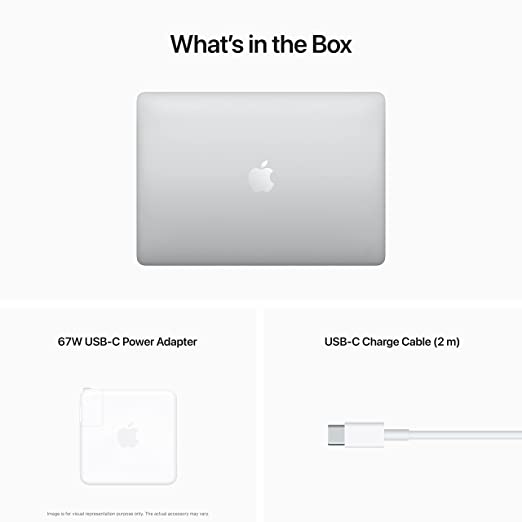 What's in the Box
67W USB-C Power Adapter
USB-C Charge Cable (2 m)
Image is for visual representation purpose only. The actual accessory may vary.